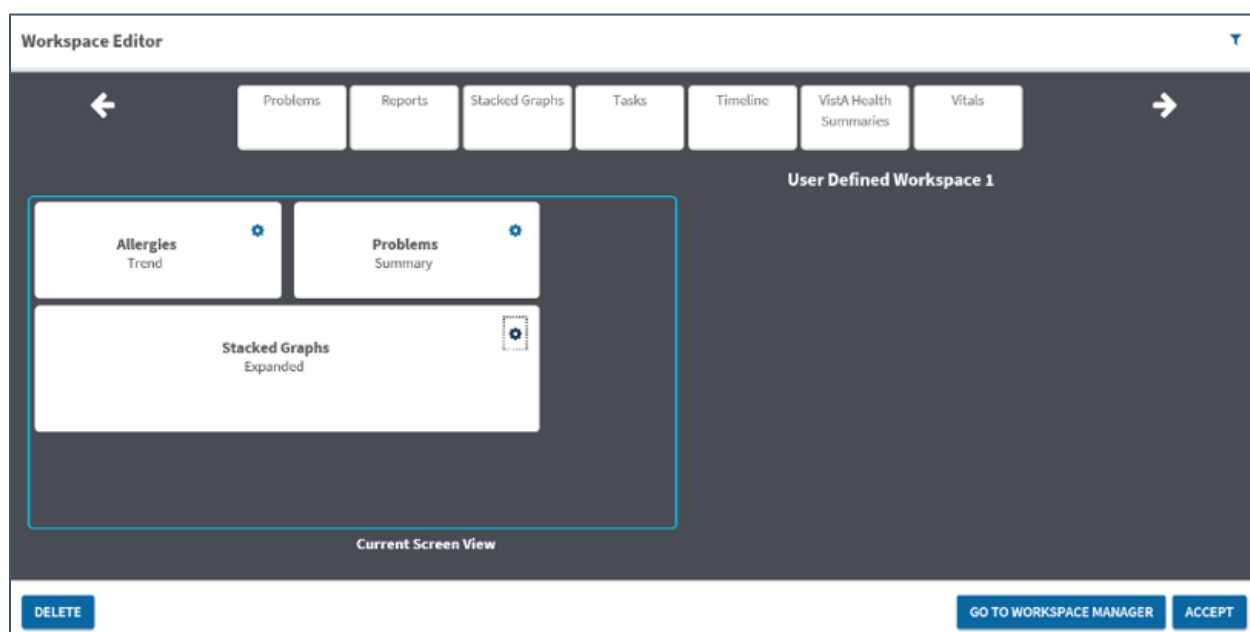 Workspace Editor
Problems
Reports
Stacked Graphs
Tasks
Timeline
VistA Health
Summaries
Vitals
User Defined Workspace 1
Allergies
Trend
Problems
Summary
Stacked Graphs
Expanded
Current Screen View
DELETE
GO TO WORKSPACE MANAGER
ACCEPT